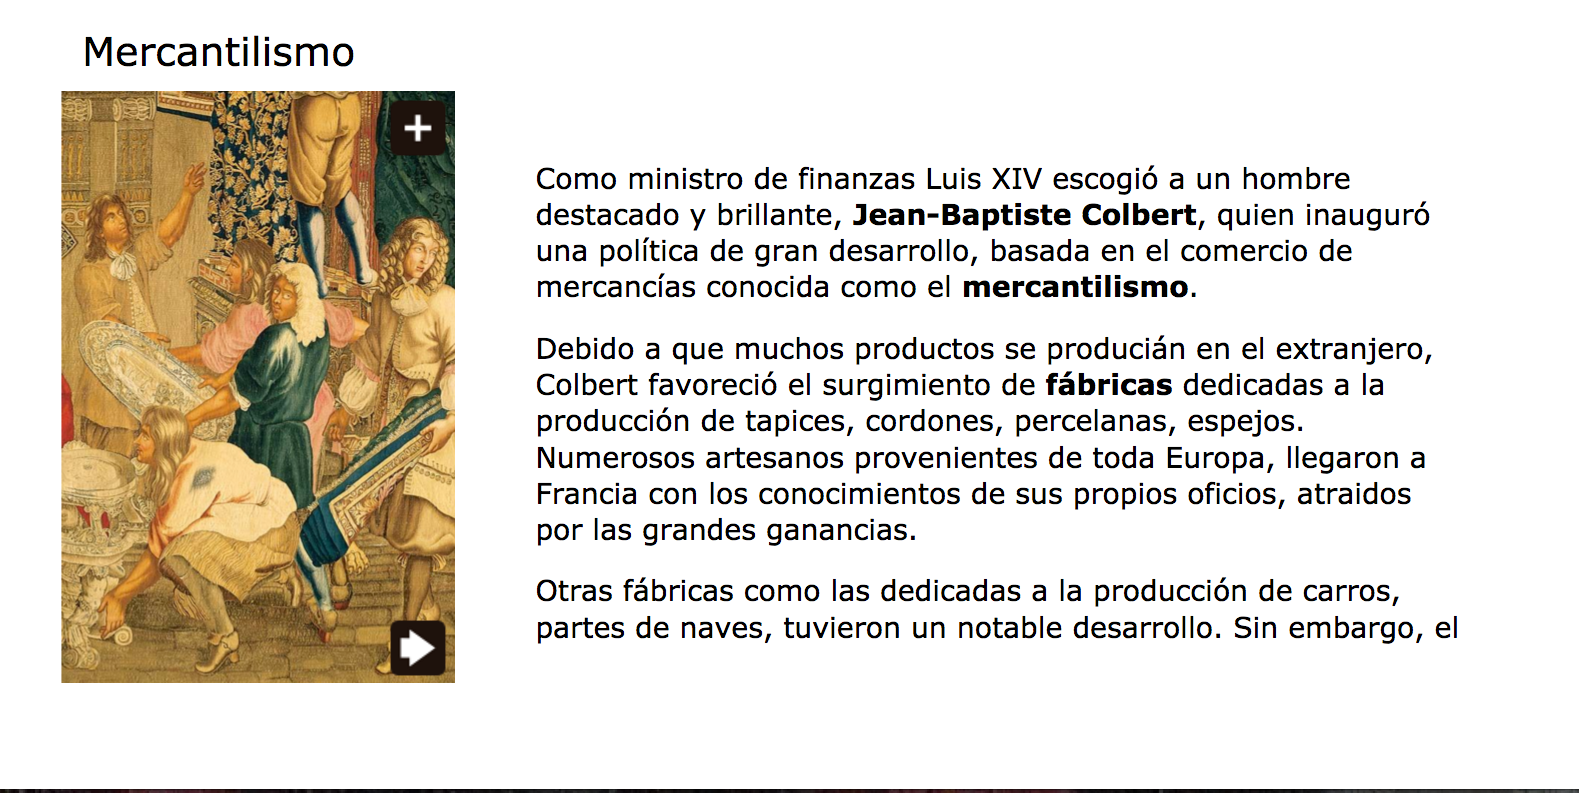 Mercantilismo
Como ministro de finanzas Luis XIV escogió a un hombre
destacado y brillante, Jean-Baptiste Colbert, quien inauguró
una política de gran desarrollo, basada en el comercio de
mercancías conocida como el mercantilismo.
Debido a que muchos productos se producián en el extranjero,
Colbert favoreció el surgimiento de fábricas dedicadas a la
producción de tapices, cordones, percelanas, espejos.
Numerosos artesanos provenientes de toda Europa, llegaron a
Francia con los conocimientos de sus propios oficios, atraidos
por las grandes ganancias.
Otras fábricas como las dedicadas a la producción de carros,
partes de naves, tuvieron un notable desarrollo. Sin embargo, el